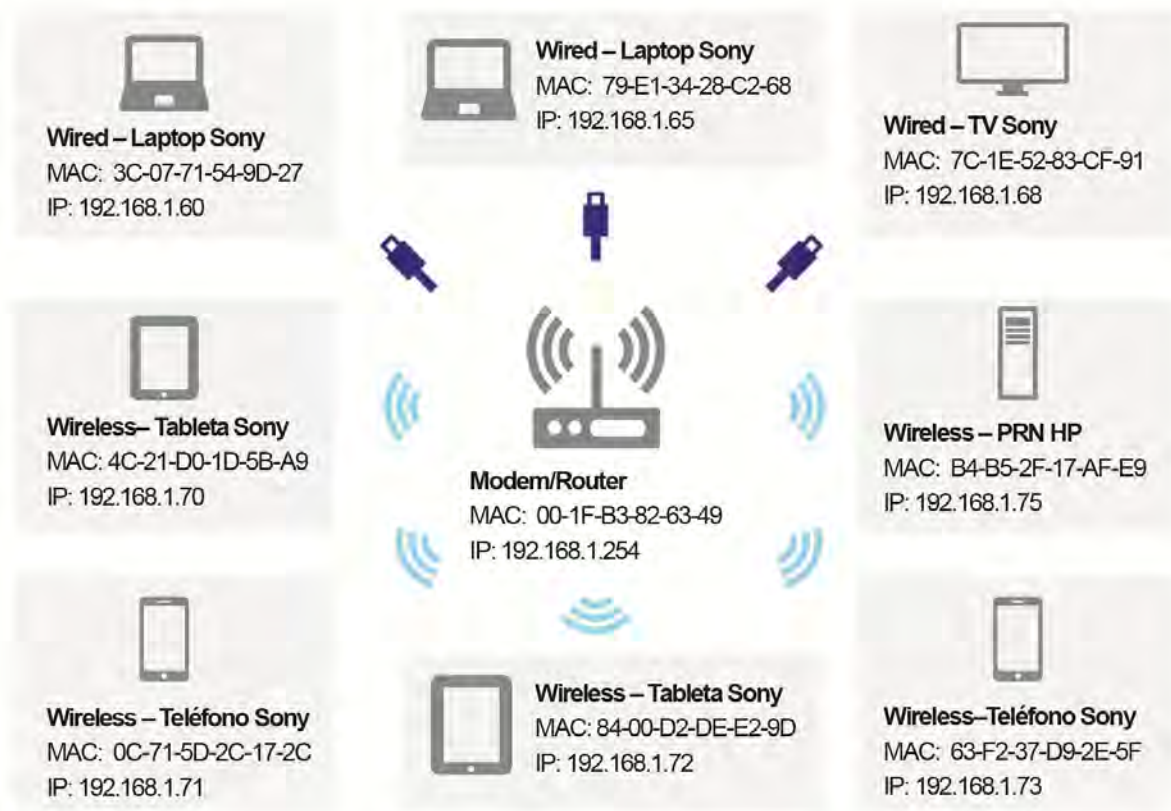 Wired – Laptop Sony
MAC: 3C-07-71-54-9D-27
IP: 192.168.1.60
Wired – Laptop Sony
MAC: 79-E1-34-28-C2-68
IP: 192.168.1.65
Wired – TV Sony
MAC: 7C-1E-52-83-CF-91
IP: 192.168.1.68
Wireless– Tableta Sony
MAC: 4C-21-D0-1D-5B-A9
IP: 192.168.1.70
Modem/Router
MAC: 00-1F-B3-82-63-49
IP: 192.168.1.254
Wireless – PRN HP
MAC: B4-B5-2F-17-AF-E9
IP: 192.168.1.75
Wireless – Teléfono Sony
MAC: 0C-71-5D-2C-17-2C
IP: 192.168.1.71
Wireless – Tableta Sony
MAC: 84-00-D2-DE-E2-9D
IP: 192.168.1.72
Wireless–Teléfono Sony
MAC: 63-F2-37-D9-2E-5F
IP: 192.168.1.73